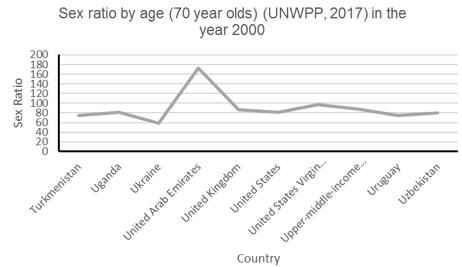 Sex ratio by age (70 year olds) (UNWPP, 2017) in the
year 2000
200
180
160
140
120
100
80
60
40
20
0
Sex Ratio
Turkmenistan
Uganda
Ukraine
United Arab Emirates
United Kingdom
United States
United States Virgin...
Upper-middle-income...
Uruguay
Uzbekistan
Country